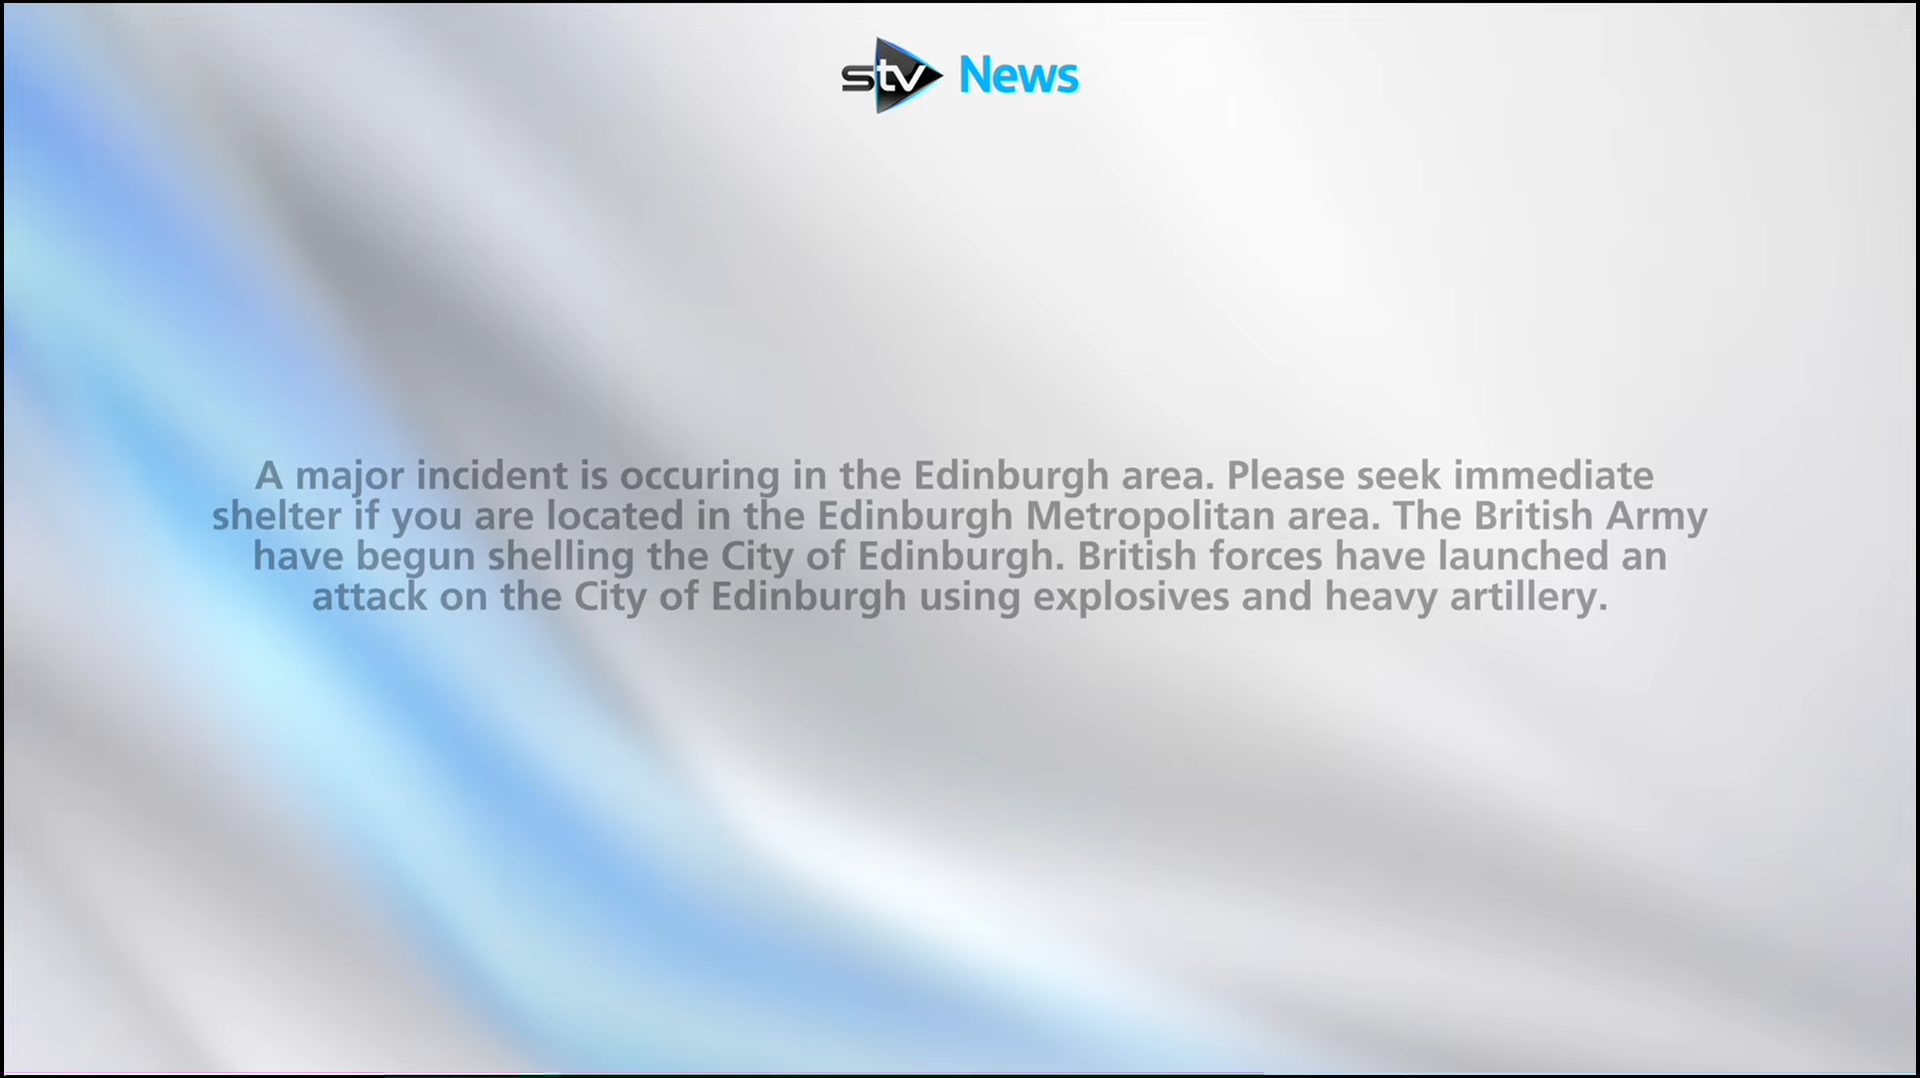 stv News
A major incident is occuring in the Edinburgh area. Please seek immediate
shelter if you are located in the Edinburgh Metropolitan area. The British Army
have begun shelling the City of Edinburgh. British forces have launched an
attack on the City of Edinburgh using explosives and heavy artillery.